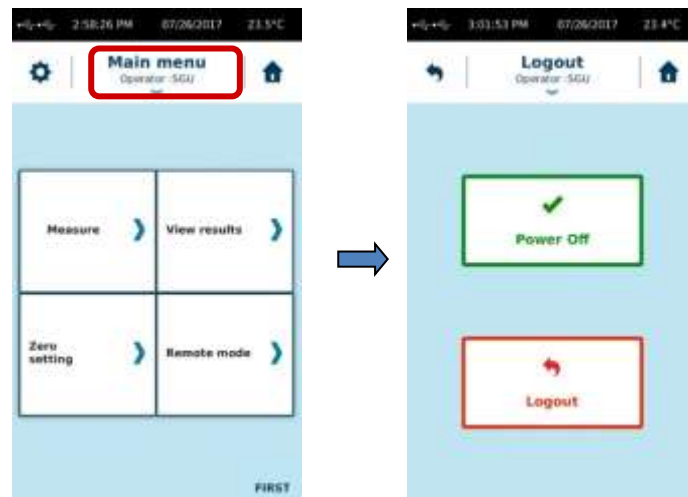 2:58:26 PM 07/26/2017 23.5°C
Main menu
Operator :SGU
Measure
View results
Zero
setting
Remote mode
FIRST
3:01:53 PM 07/26/2017 23.4°C
Logout
Operator :SGU
Power Off
Logout